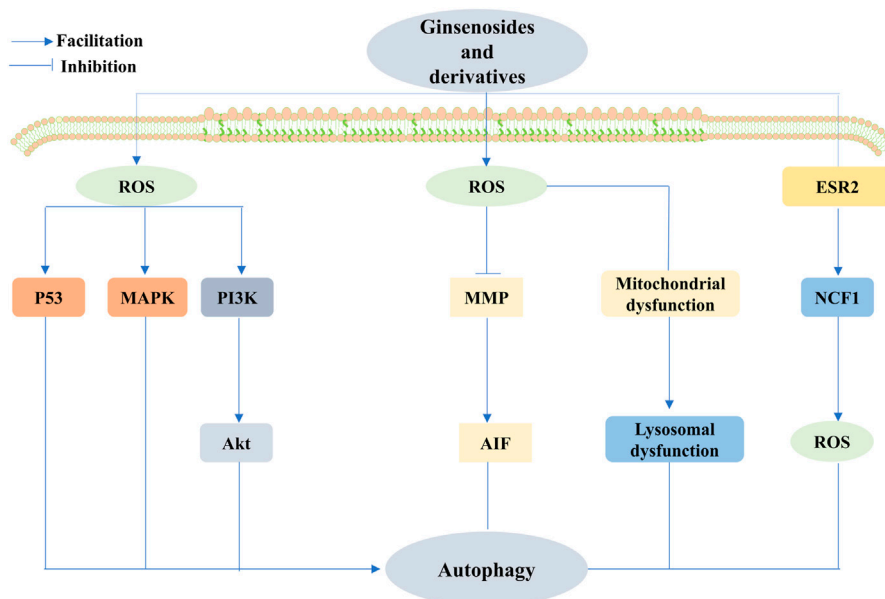 Ginsenosides
and
derivatives
Facilitation
Inhibition
ROS
ROS
ESR2
P53
MAPK
PI3K
MMP
Mitochondrial
dysfunction
NCF1
Akt
AIF
Lysosomal
dysfunction
ROS
Autophagy